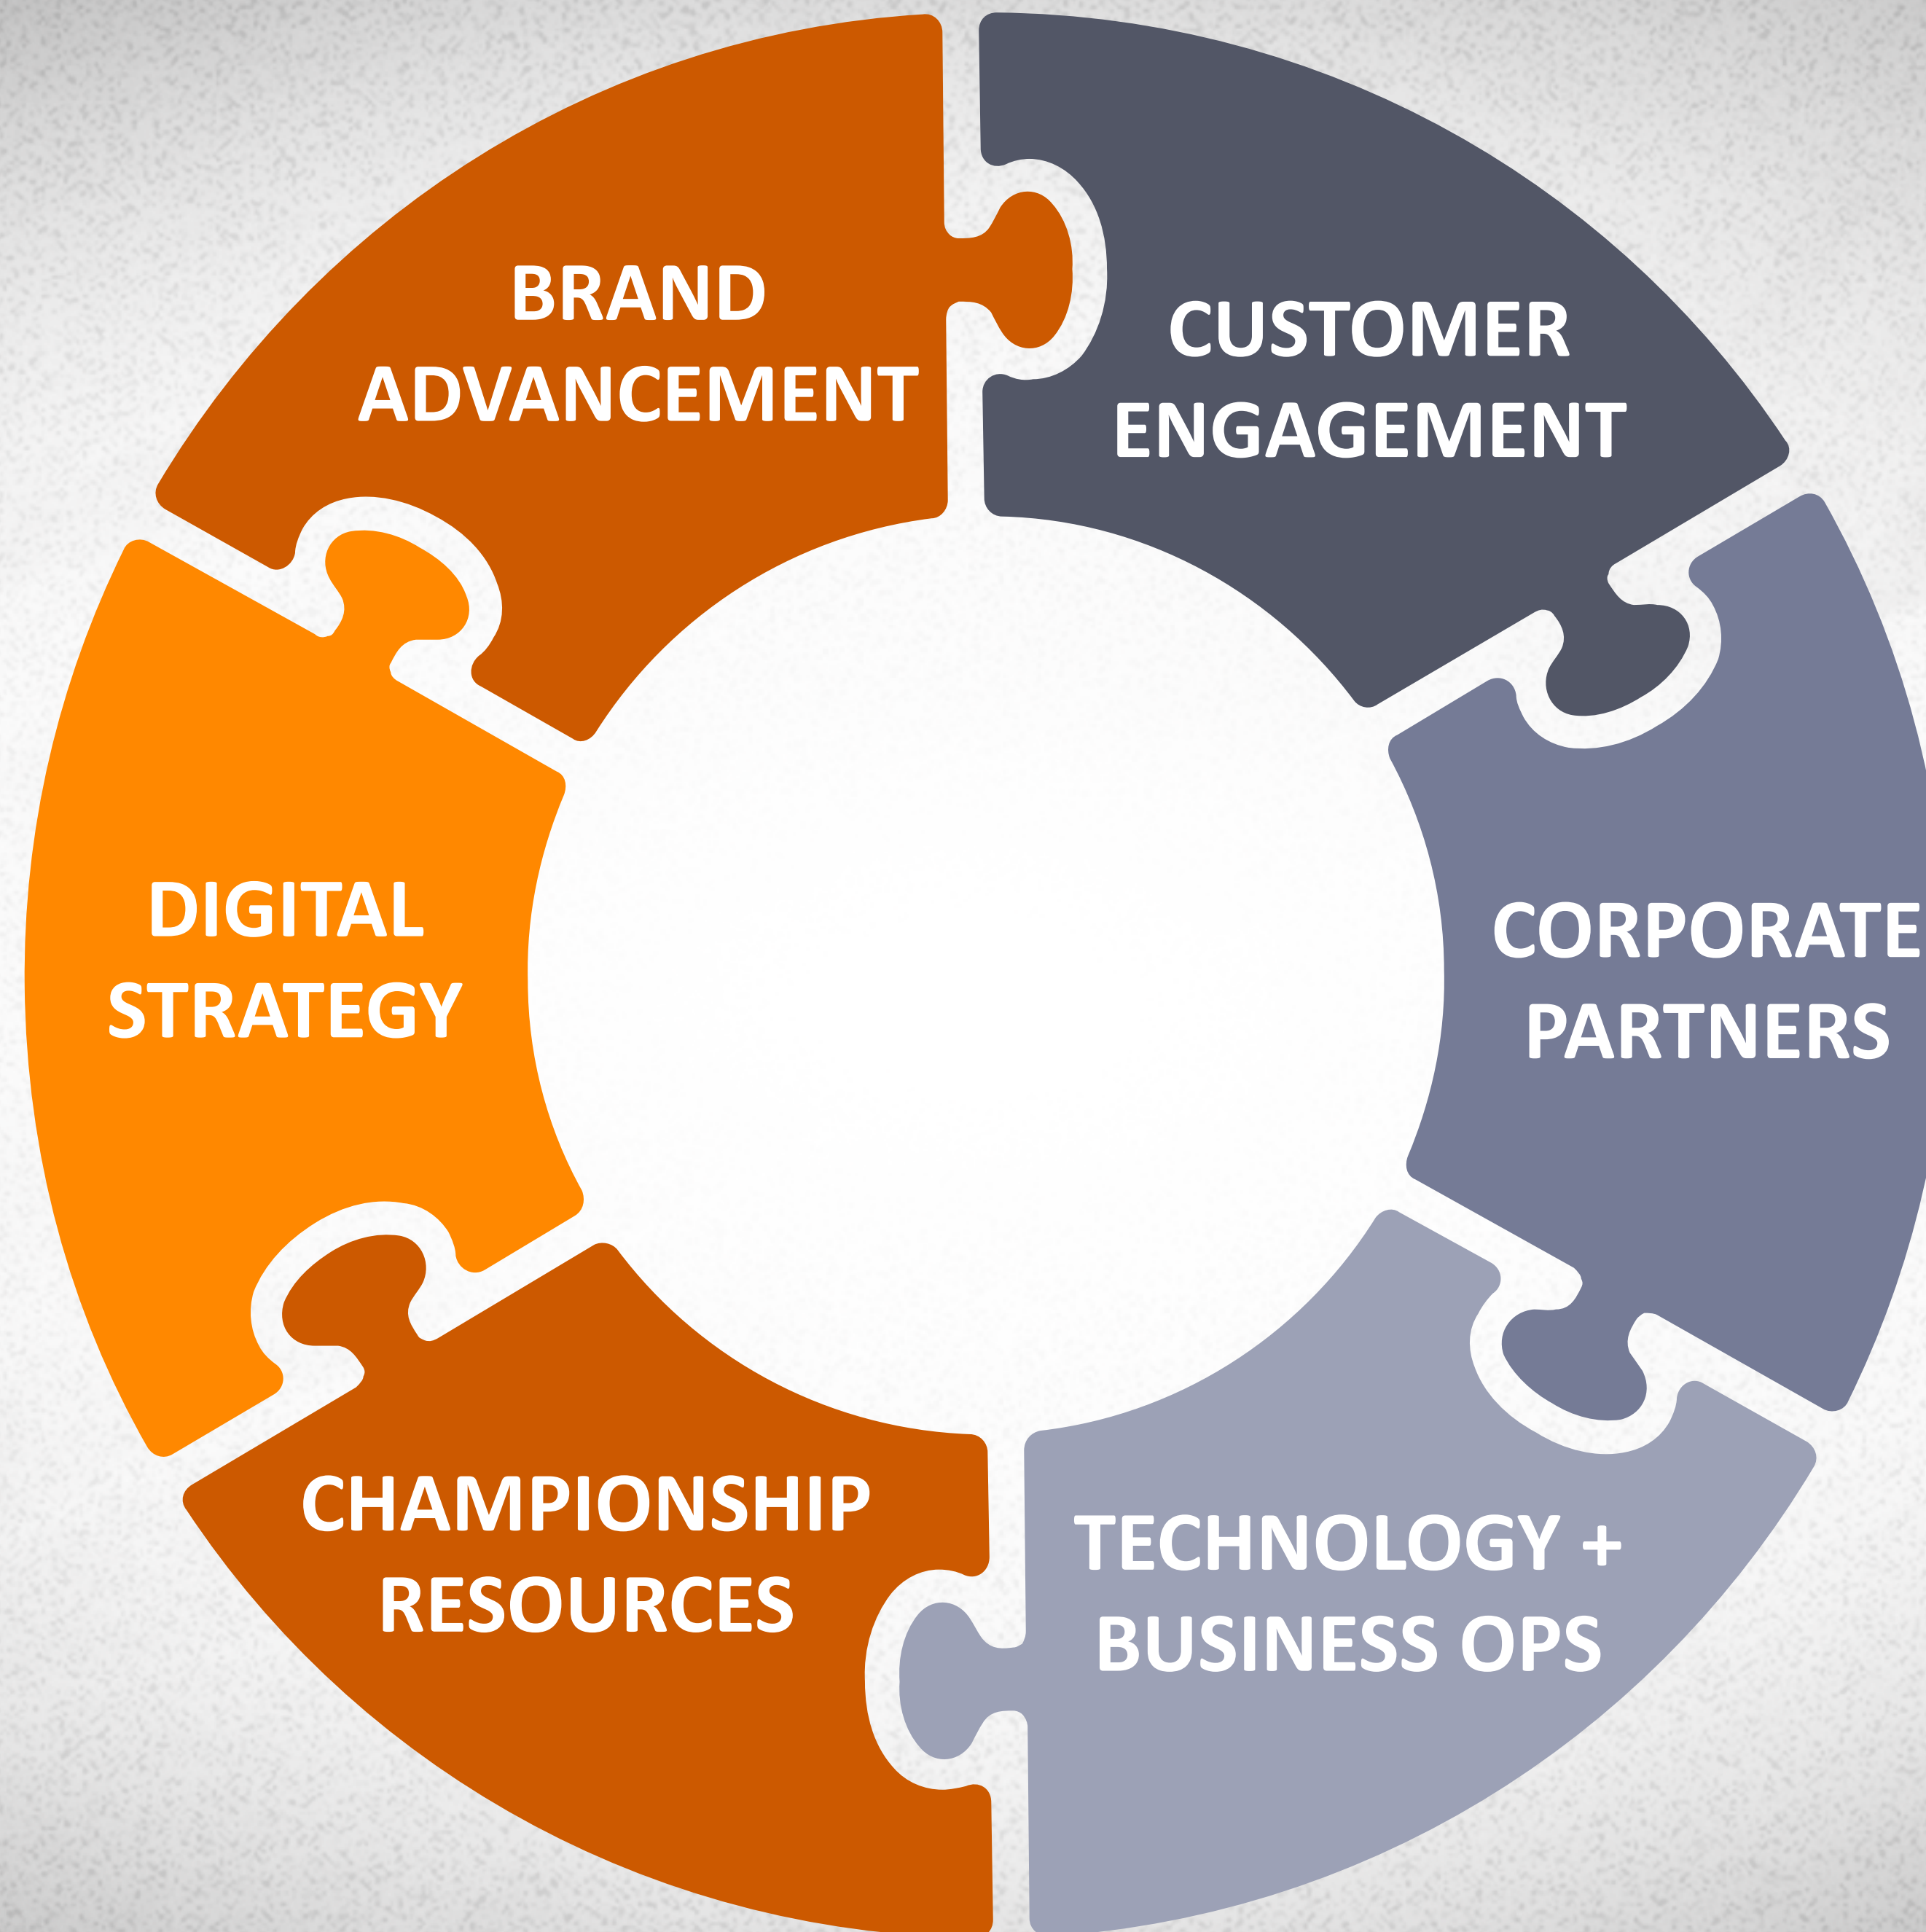 BRAND
ADVANCEMENT
CUSTOMER
ENGAGEMENT
DIGITAL
STRATEGY
CORPORATE
PARTNERS
CHAMPIONSHIP
RESOURCES
TECHNOLOGY +
BUSINESS OPS